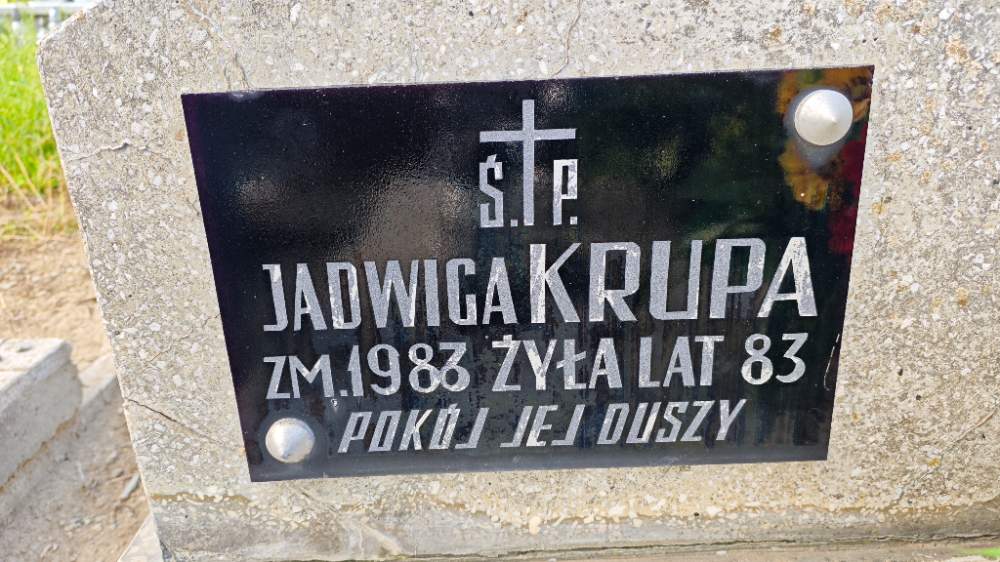 Ś. P.
JADWIGA KRUPA
ZM. 1983 ŻYŁA LAT 83
POKÓJ JEJ DUSZY